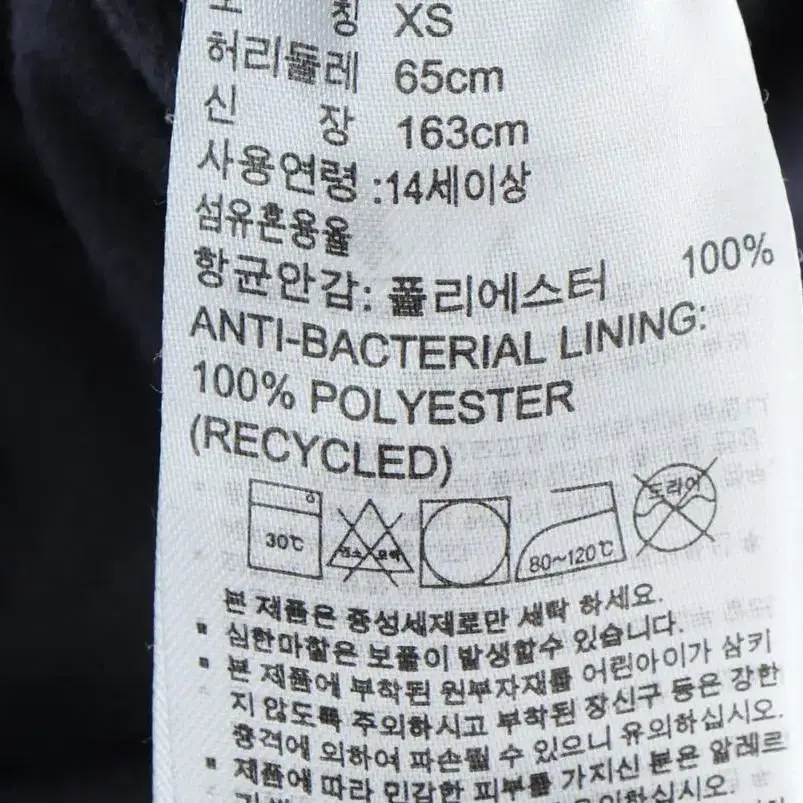 호 칭 XS
허리둘레 65cm
신 장 163cm
사용연령 :14세이상
섬유혼용율
항균안감: 폴리에스터 100%
ANTI-BACTERIAL LINING:
100% POLYESTER
(RECYCLED)
30℃ 염소 표백 80~120℃ 드라이
본 제품은 중성세제로만 세탁 하세요.
▪ 심한마찰은 보풀이 발생할수 있습니다.
▪ 본 제품에 부착된 원부자재를 어린아이가 삼키
지 않도록 주의하시고 부착된 장신구 등은 강한
충격에 의하여 파손될 수 있으니 유의하십시오.
▪ 제품에 따라 민감한 피부를 가지신 분은 알레르